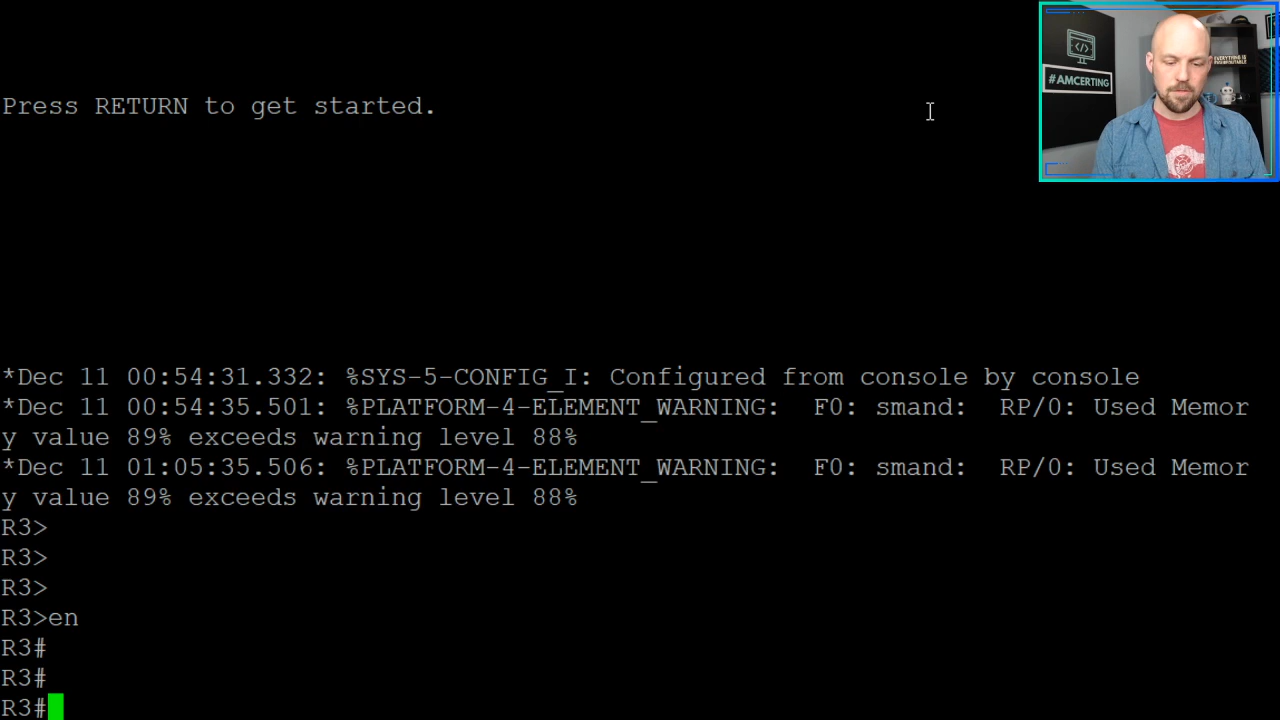 Press RETURN to get started.
#AMCERTING
</>
*Dec 11 00:54:31.332: %SYS-5-CONFIG_I: Configured from console by console
*Dec 11 00:54:35.501: %PLATFORM-4-ELEMENT_WARNING:  F0: smand:  RP/0: Used Memor
y value 89% exceeds warning level 88%
*Dec 11 01:05:35.506: %PLATFORM-4-ELEMENT_WARNING:  F0: smand:  RP/0: Used Memor
y value 89% exceeds warning level 88%
R3>
R3>
R3>
R3>en
R3#
R3#
R3#